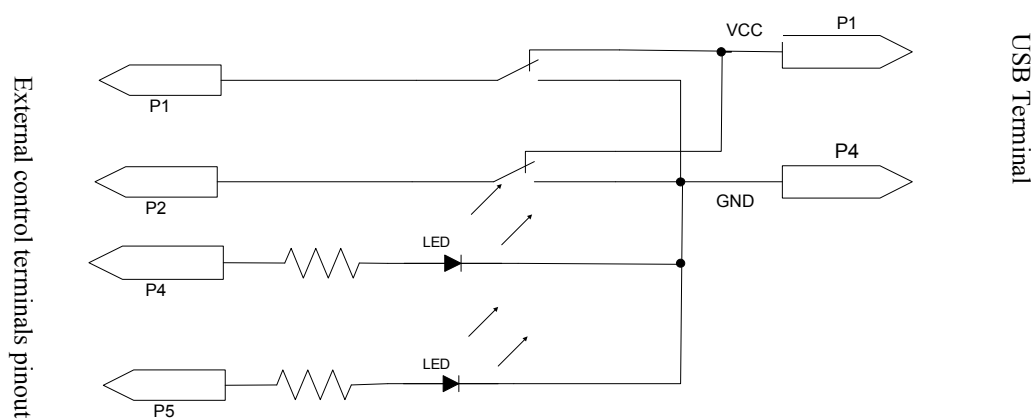 VCC
P1
USB Terminal
External control terminals pinout
P1
P4
P2
GND
LED
P4
LED
P5